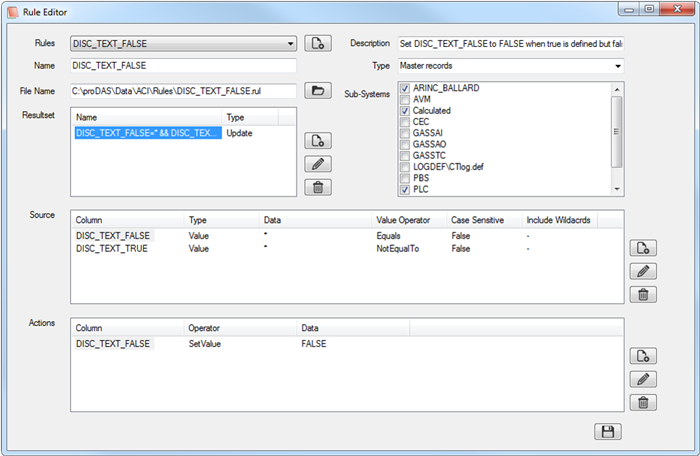 Rule Editor
Rules DISC_TEXT_FALSE Description Set DISC_TEXT_FALSE to FALSE when true is defined but fal
Name DISC_TEXT_FALSE Type Master records
File Name C:\proDAS\Data\ACI\Rules\DISC_TEXT_FALSE.rul Sub-Systems ARINC_BALLARD
AVM
Calculated
CEC
GASSAI
GASSAO
GASSTC
LOGDEF\CTlog.def
PBS
PLC
Resultset Name Type
DISC_TEXT_FALSE='' && DISC_TEX... Update
Source Column Type Data Value Operator Case Sensitive Include Wildacrds
DISC_TEXT_FALSE Value '' Equals False -
DISC_TEXT_TRUE Value '' NotEqualTo False -
Actions Column Operator Data
DISC_TEXT_FALSE SetValue FALSE